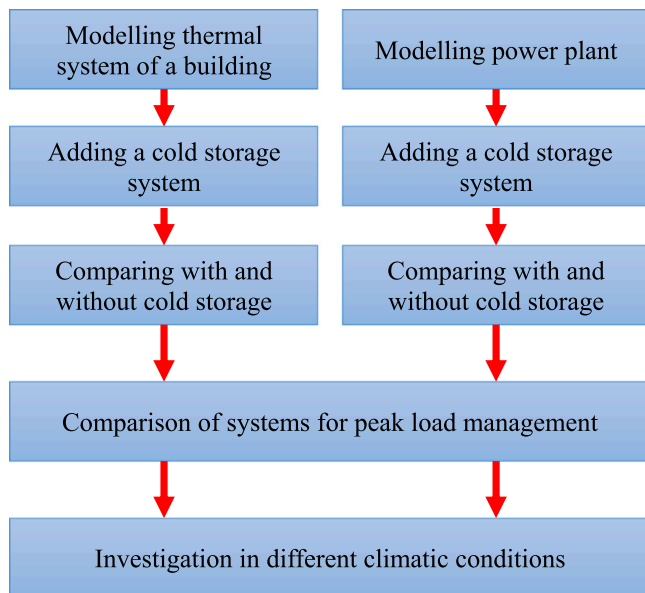 Modelling thermal
system of a building
Modelling power plant
Adding a cold storage
system
Adding a cold storage
system
Comparing with and
without cold storage
Comparing with and
without cold storage
Comparison of systems for peak load management
Investigation in different climatic conditions